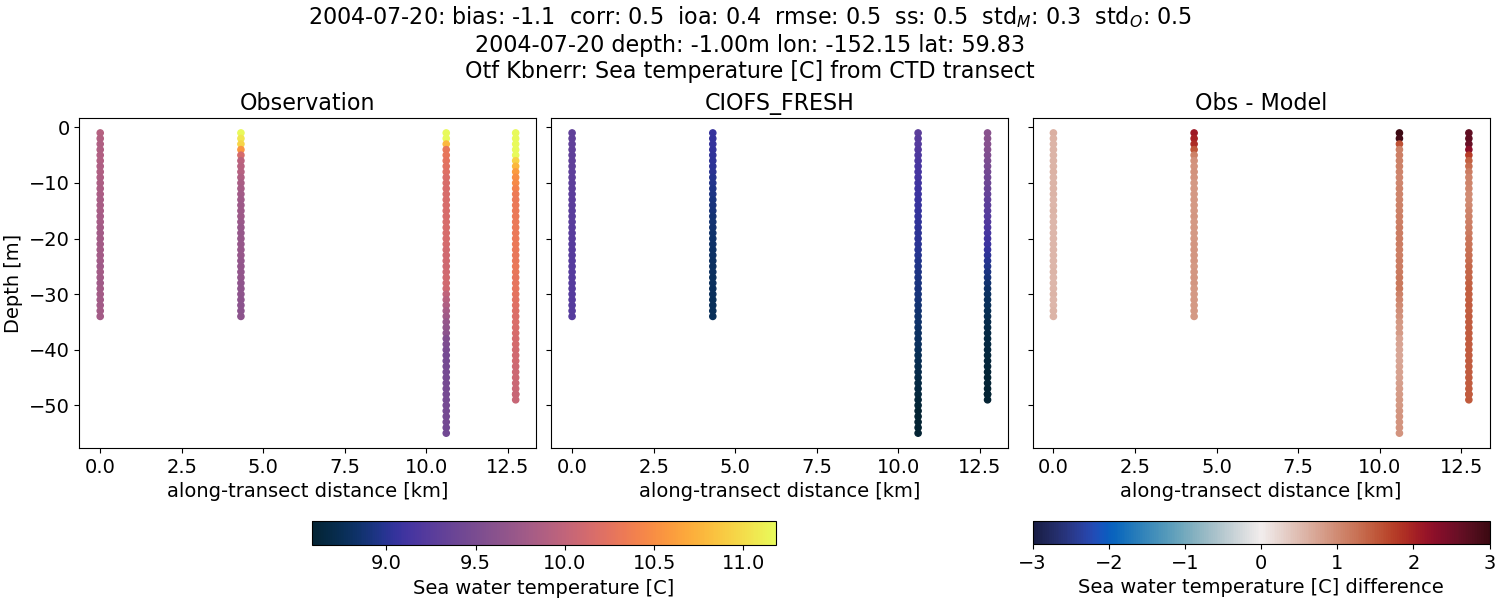 2004-07-20: bias: -1.1  corr: 0.5  ioa: 0.4  rmse: 0.5  ss: 0.5  std_M: 0.3  std_O: 0.5
2004-07-20 depth: -1.00m lon: -152.15 lat: 59.83
Otf Kbnerr: Sea temperature [C] from CTD transect
Observation
CIOFS_FRESH
Obs - Model
Depth [m]
0
−10
−20
−30
−40
−50
0.0 2.5 5.0 7.5 10.0 12.5
0.0 2.5 5.0 7.5 10.0 12.5
0.0 2.5 5.0 7.5 10.0 12.5
along-transect distance [km]
along-transect distance [km]
along-transect distance [km]
9.0 9.5 10.0 10.5 11.0
Sea water temperature [C]
−3 −2 −1 0 1 2 3
Sea water temperature [C] difference